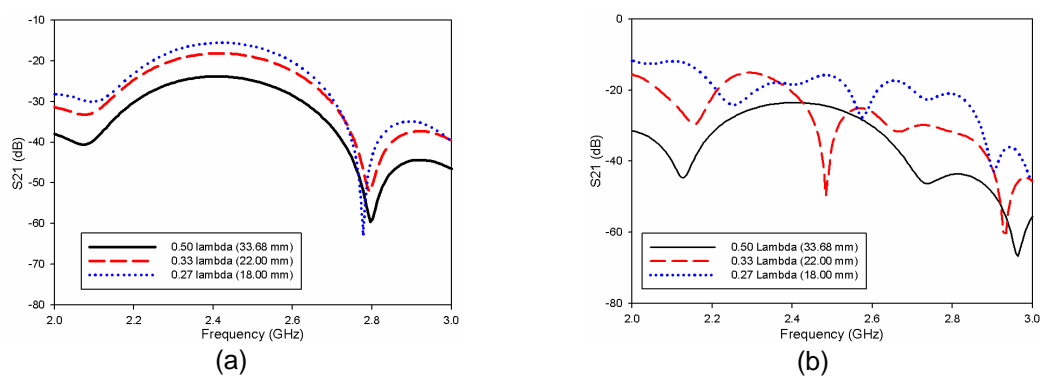 -10
-20
-30
-40
-50
-60
-70
-80
S21 (dB)
0.50 lambda (33.68 mm)
0.33 lambda (22.00 mm)
0.27 lambda (18.00 mm)
2.0 2.2 2.4 2.6 2.8 3.0
Frequency (GHz)
(a)
0
-20
-40
-60
-80
S21 (dB)
0.50 Lambda (33.68 mm)
0.33 Lambda (22.00 mm)
0.27 Lambda (18.00 mm)
2.0 2.2 2.4 2.6 2.8 3.0
Frequency (GHz)
(b)